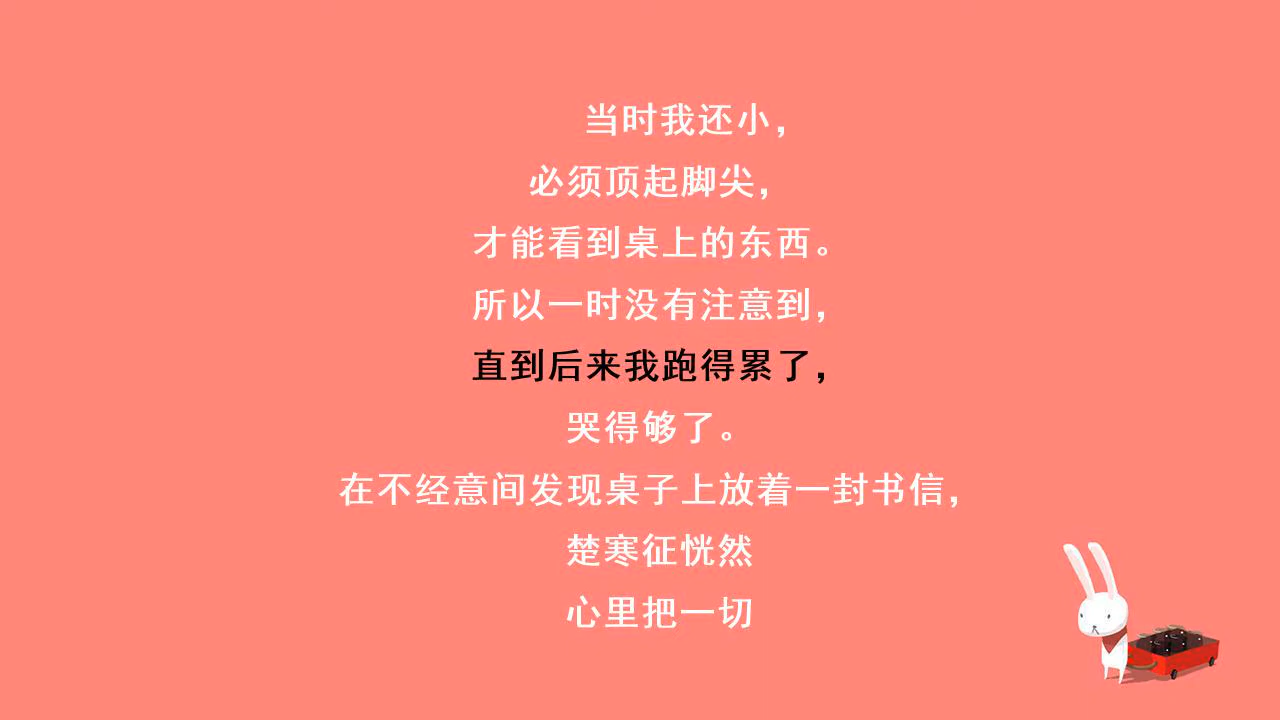 当时我还小，
必须顶起脚尖，
才能看到桌上的东西。
所以一时没有注意到，
直到后来我跑得累了，
哭得够了。
在不经意间发现桌子上放着一封书信，
楚寒征恍然
心里把一切